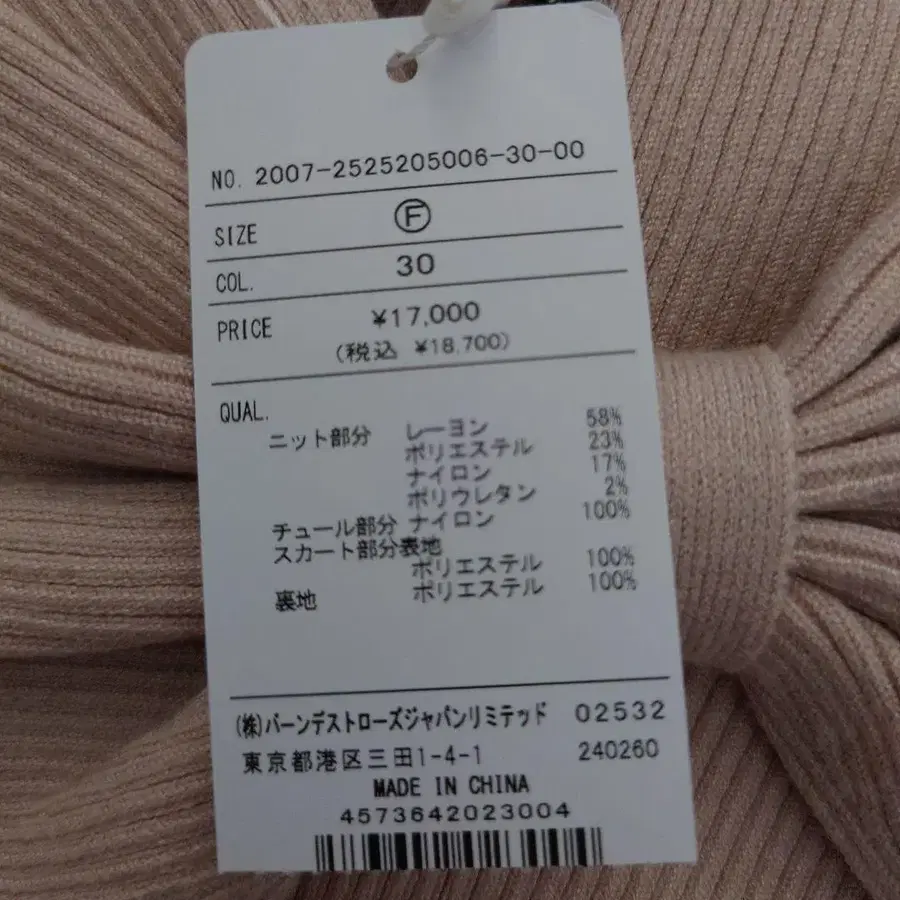 NO. 2007-2525205006-30-00
SIZE Ⓕ
COL. 30
PRICE ¥17,000
(税込 ¥18,700)
QUAL.
ニット部分 レーヨン 58%
ポリエステル 23%
ナイロン 17%
ポリウレタン 2%
チュール部分 ナイロン 100%
スカート部分表地
ポリエステル 100%
裏地 ポリエステル 100%
(株)バーンデストローズジャパンリミテッド 02532
東京都港区三田1-4-1 240260
MADE IN CHINA
4573642023004